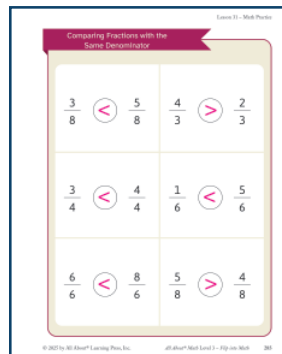 Lesson 31 – Math Practice
Comparing Fractions with the
Same Denominator
3/8 < 5/8 4/3 > 2/3
3/4 < 4/4 1/6 < 5/6
6/6 < 8/6 5/8 > 4/8
© 2025 by All About® Learning Press, Inc. All About® Math Level 3 – Flip into Math 203